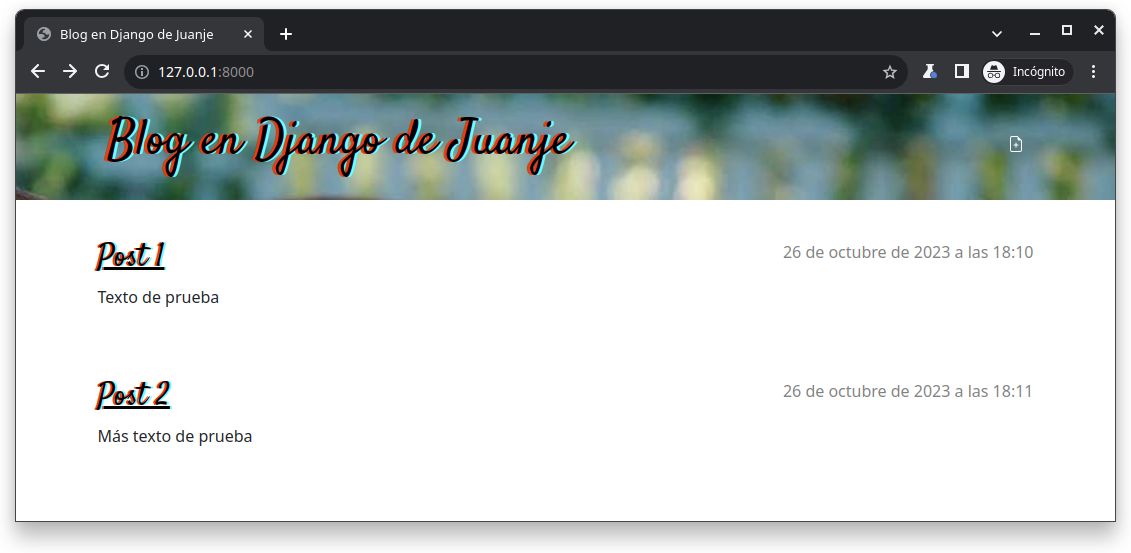 Blog en Django de Juanje
127.0.0.1:8000
Incógnito
Blog en Django de Juanje
Post 1
26 de octubre de 2023 a las 18:10
Texto de prueba
Post 2
26 de octubre de 2023 a las 18:11
Más texto de prueba